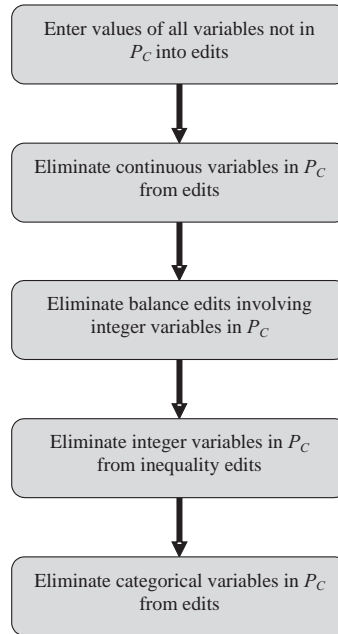 Enter values of all variables not in
P_C into edits
Eliminate continuous variables in P_C
from edits
Eliminate balance edits involving
integer variables in P_C
Eliminate integer variables in P_C
from inequality edits
Eliminate categorical variables in P_C
from edits